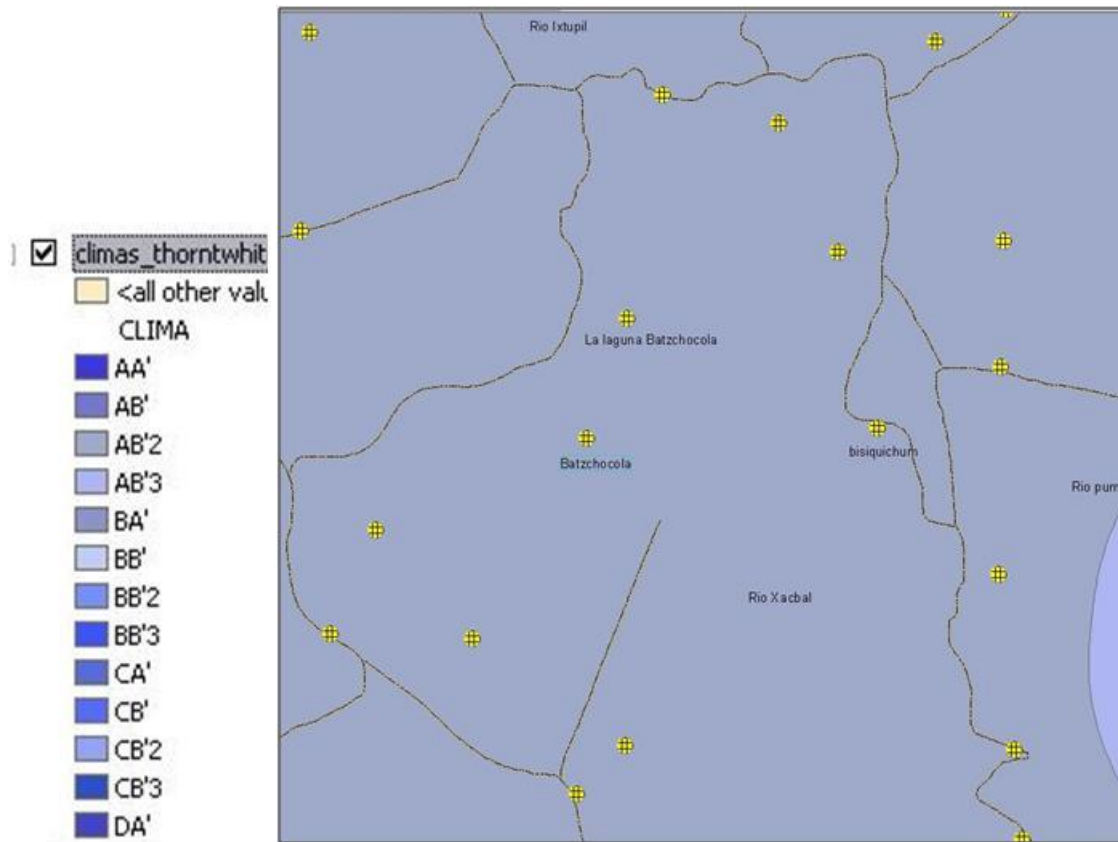 climas_thorntwhit
<all other valu
CLIMA
AA'
AB'
AB'2
AB'3
BA'
BB'
BB'2
BB'3
CA'
CB'
CB'2
CB'3
DA'
Rio Ixtupil
La laguna Batzchocola
Batzchocola
bisiquichum
Rio pum
Rio Xacbal